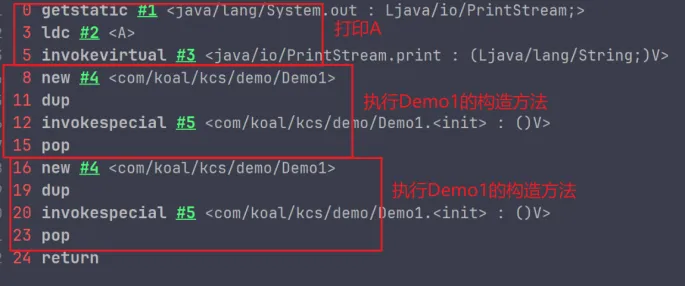 0 getstatic #1 <java/lang/System.out : Ljava/io/PrintStream;>
3 ldc #2 <A>
打印A
5 invokevirtual #3 <java/io/PrintStream.print : (Ljava/lang/String;)V>
8 new #4 <com/koal/kcs/demo/Demo1>
11 dup
执行Demo1的构造方法
12 invokespecial #5 <com/koal/kcs/demo/Demo1.<init> : ()V>
15 pop
16 new #4 <com/koal/kcs/demo/Demo1>
19 dup
执行Demo1的构造方法
20 invokespecial #5 <com/koal/kcs/demo/Demo1.<init> : ()V>
23 pop
24 return